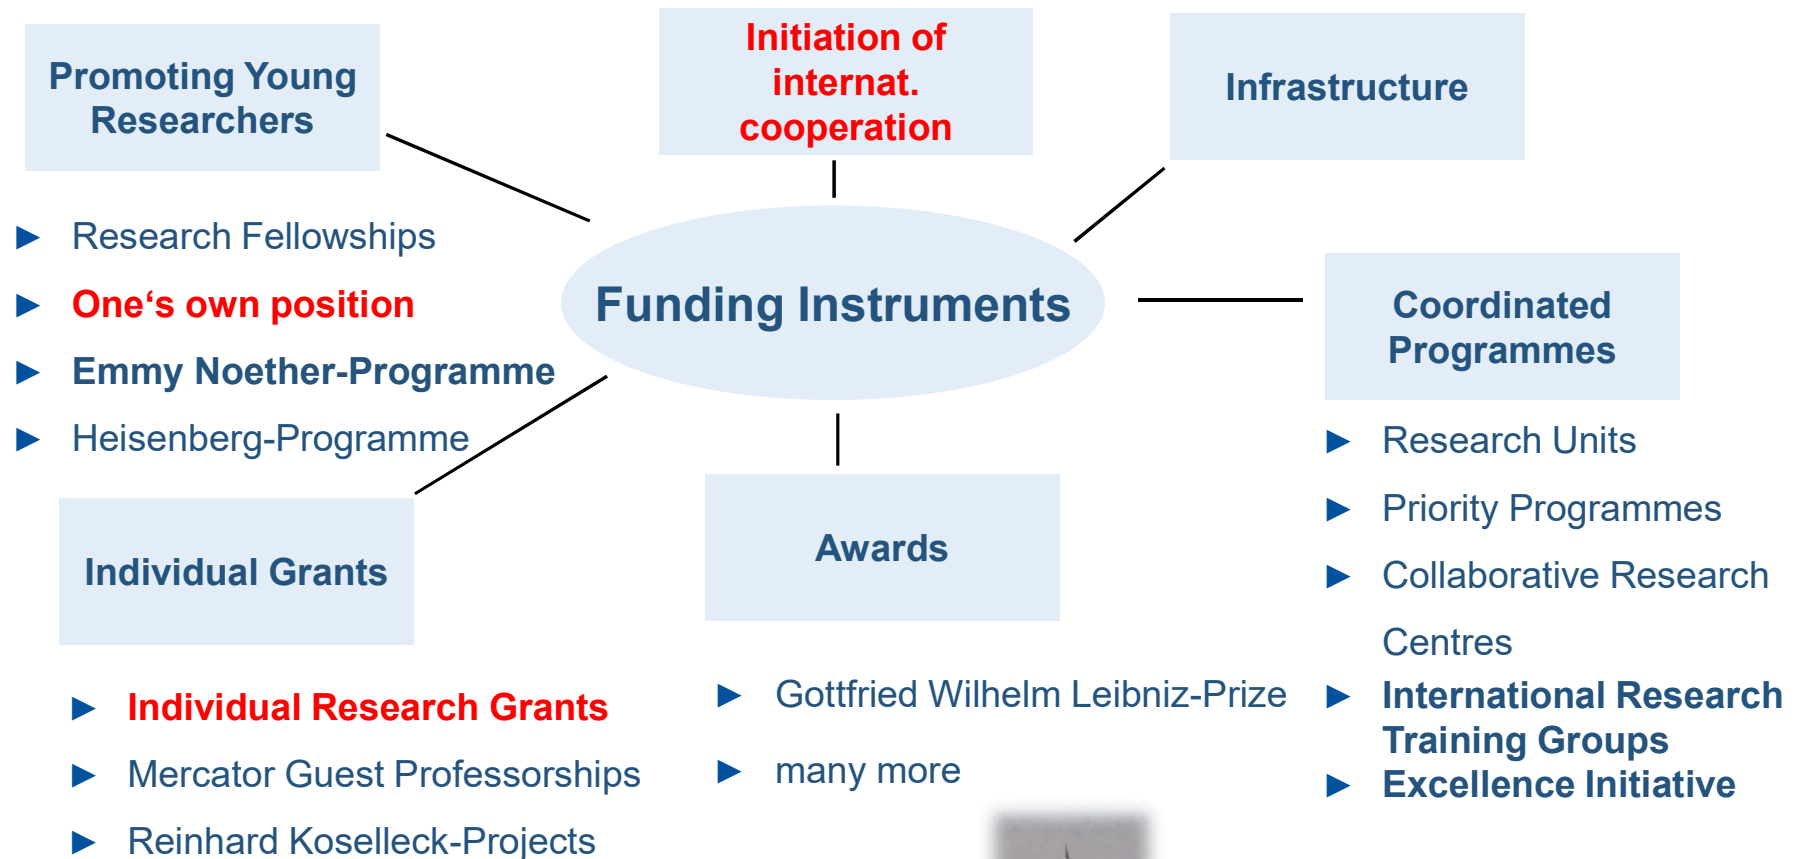 Promoting Young
Researchers
Initiation of
internat.
cooperation
Infrastructure
► Research Fellowships
► One‘s own position
► Emmy Noether-Programme
► Heisenberg-Programme
Funding Instruments
Coordinated
Programmes
► Research Units
► Priority Programmes
► Collaborative Research
Centres
► International Research
Training Groups
► Excellence Initiative
Individual Grants
► Individual Research Grants
► Mercator Guest Professorships
► Reinhard Koselleck-Projects
Awards
► Gottfried Wilhelm Leibniz-Prize
► many more